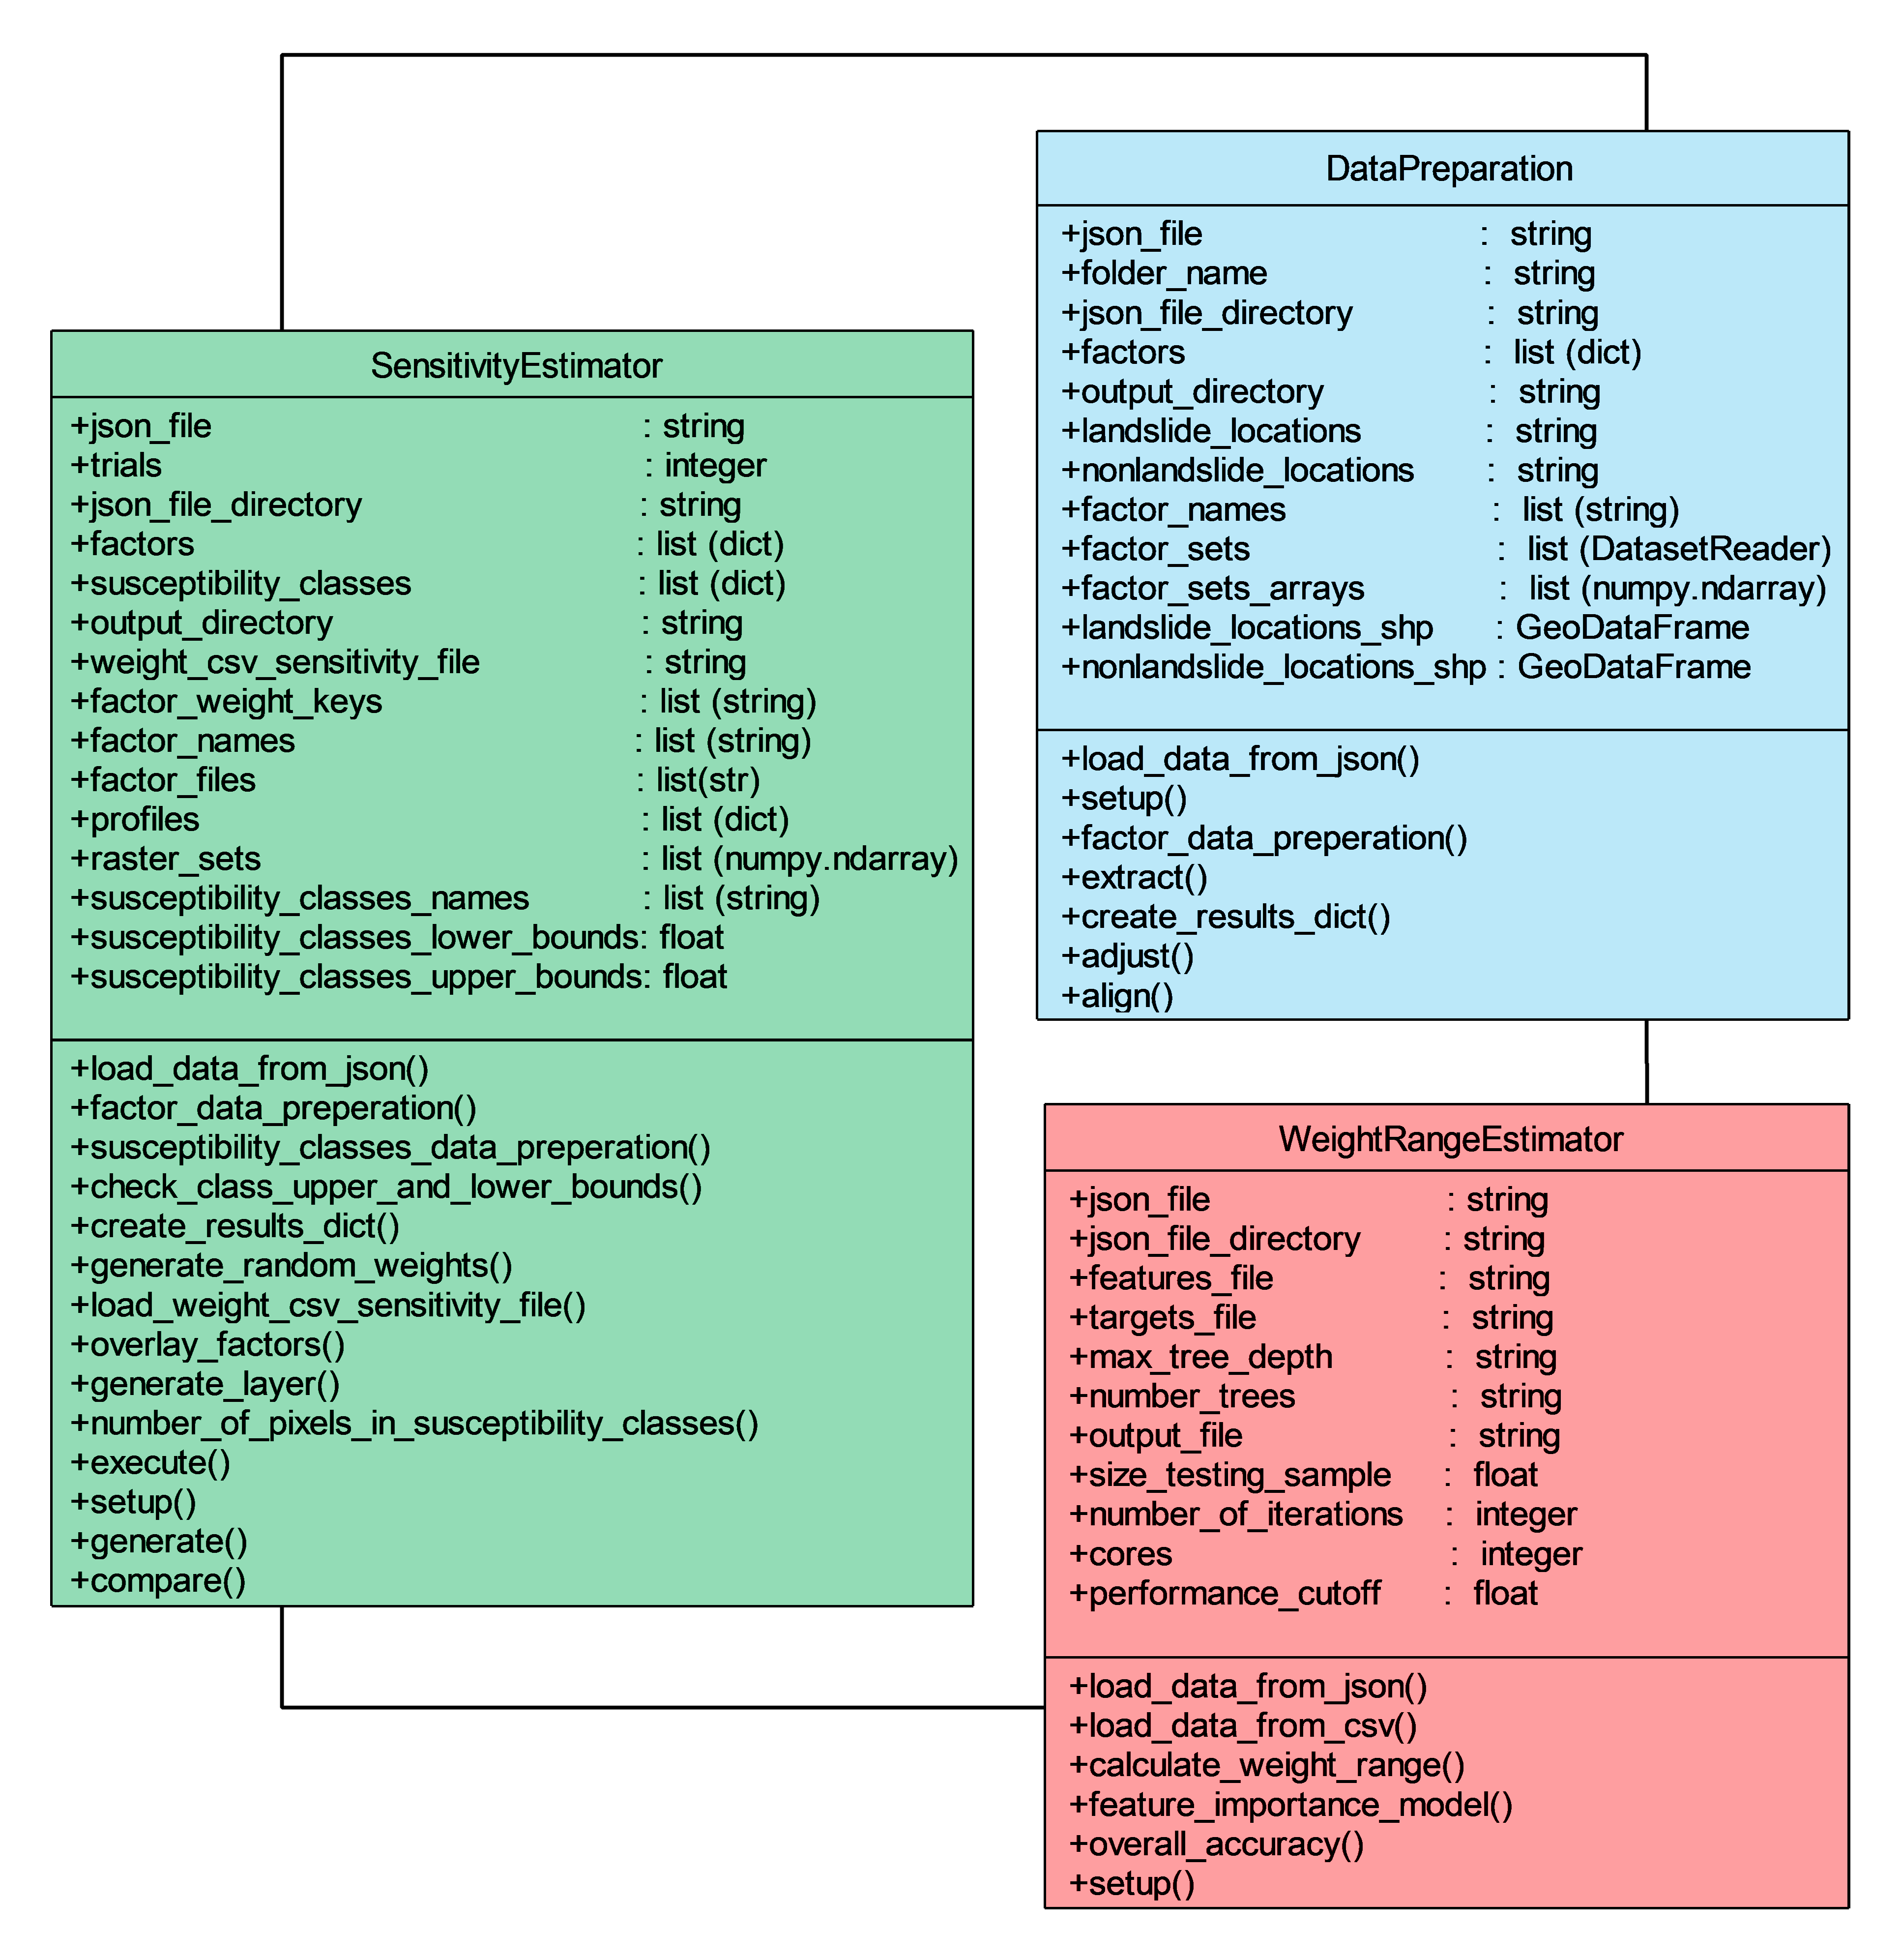 SensitivityEstimator
+json_file : string
+trials : integer
+json_file_directory : string
+factors : list (dict)
+susceptibility_classes : list (dict)
+output_directory : string
+weight_csv_sensitivity_file : string
+factor_weight_keys : list (string)
+factor_names : list (string)
+factor_files : list(str)
+profiles : list (dict)
+raster_sets : list (numpy.ndarray)
+susceptibility_classes_names : list (string)
+susceptibility_classes_lower_bounds: float
+susceptibility_classes_upper_bounds: float
+load_data_from_json()
+factor_data_preperation()
+susceptibility_classes_data_preperation()
+check_class_upper_and_lower_bounds()
+create_results_dict()
+generate_random_weights()
+load_weight_csv_sensitivity_file()
+overlay_factors()
+generate_layer()
+number_of_pixels_in_susceptibility_classes()
+execute()
+setup()
+generate()
+compare()
DataPreparation
+json_file : string
+folder_name : string
+json_file_directory : string
+factors : list (dict)
+output_directory : string
+landslide_locations : string
+nonlandslide_locations : string
+factor_names : list (string)
+factor_sets : list (DatasetReader)
+factor_sets_arrays : list (numpy.ndarray)
+landslide_locations_shp : GeoDataFrame
+nonlandslide_locations_shp : GeoDataFrame
+load_data_from_json()
+setup()
+factor_data_preperation()
+extract()
+create_results_dict()
+adjust()
+align()
WeightRangeEstimator
+json_file : string
+json_file_directory : string
+features_file : string
+targets_file : string
+max_tree_depth : string
+number_trees : string
+output_file : string
+size_testing_sample : float
+number_of_iterations : integer
+cores : integer
+performance_cutoff : float
+load_data_from_json()
+load_data_from_csv()
+calculate_weight_range()
+feature_importance_model()
+overall_accuracy()
+setup()